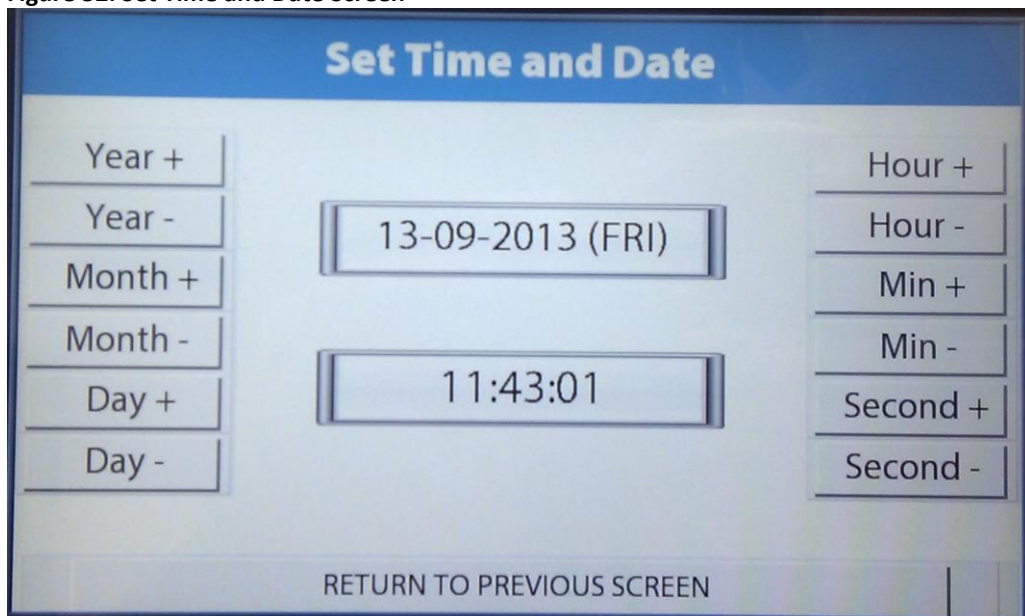 Set Time and Date
Year +
Year -
Month +
Month -
Day +
Day -
13-09-2013 (FRI)
11:43:01
Hour +
Hour -
Min +
Min -
Second +
Second -
RETURN TO PREVIOUS SCREEN